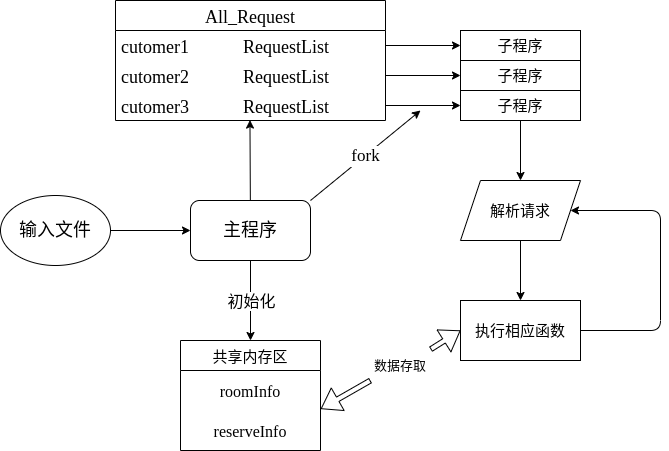 All_Request
cutomer1 RequestList
cutomer2 RequestList
cutomer3 RequestList
子程序
子程序
子程序
fork
输入文件
主程序
解析请求
初始化
执行相应函数
共享内存区
roomInfo
reserveInfo
数据存取